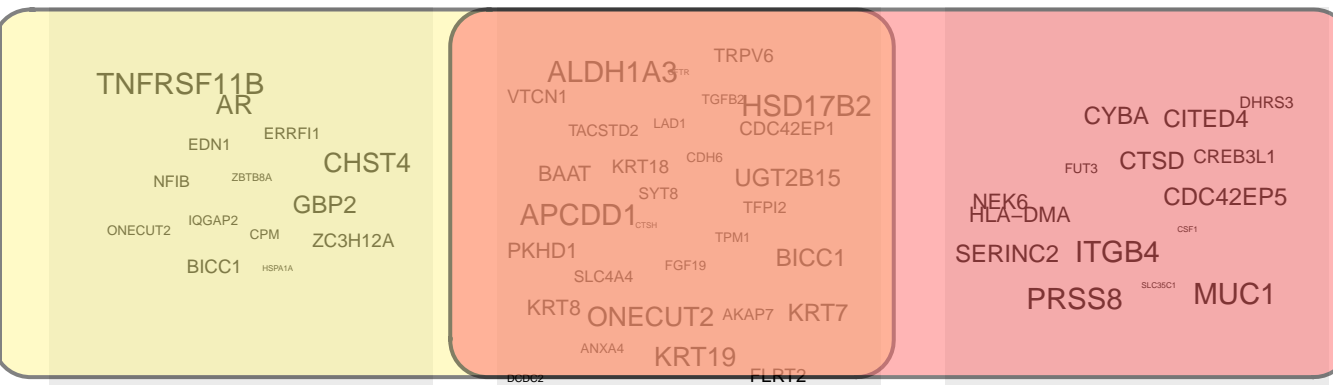 TNFRSF11B
AR
ERRFI1
EDN1
CHST4
NFIB
ZBTB8A
GBP2
IQGAP2
ONECUT2
CPM
ZC3H12A
BICC1
HSPA1A
TRPV6
ALDH1A3
VTCN1
TGFB2
HSD17B2
TACSTD2
LAD1
CDC42EP1
CDH6
BAAT
KRT18
UGT2B15
SYT8
APCDD1
TFPI2
CTSH
TPM1
PKHD1
BICC1
FGF19
SLC4A4
KRT8
ONECUT2
AKAP7
KRT7
ANXA4
KRT19
DCDC2
FLRT2
DHRS3
CYBA
CITED4
CTSD
CREB3L1
FUT3
NEK6
CDC42EP5
HLA–DMA
CSF1
SERINC2
ITGB4
SLC35C1
PRSS8
MUC1